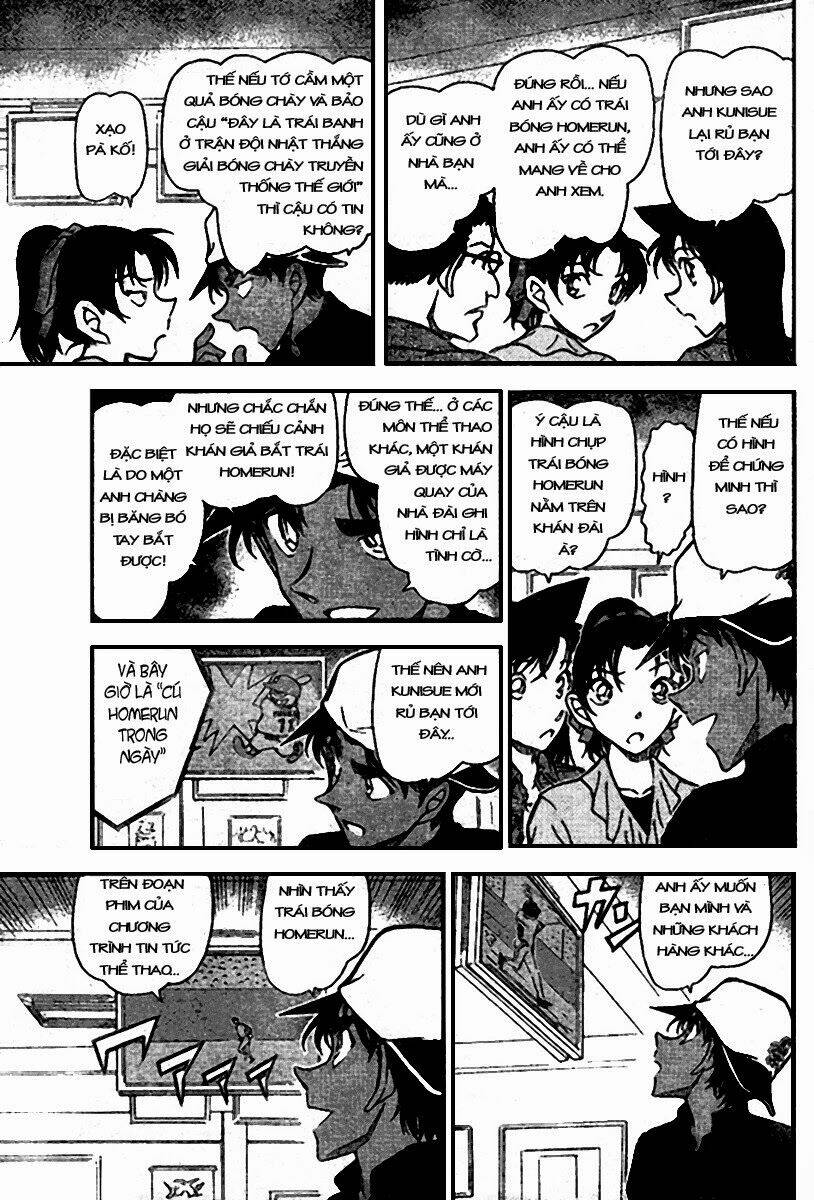 NHƯNG SAO
ANH KUNISUE
LẠI RỦ BẠN
TỚI ĐÂY?
ĐÚNG RỒI... NẾU
ANH ẤY CÓ TRÁI
BÓNG HOMERUN,
ANH ẤY CÓ THỂ
MANG VỀ CHO
ANH XEM.
DÙ GÌ ANH
ẤY CŨNG Ở
NHÀ BẠN
MÀ...
THẾ NẾU TỚ CẦM MỘT
QUẢ BÓNG CHÀY VÀ BẢO
CẬU "ĐÂY LÀ TRÁI BANH
Ở TRẬN ĐỘI NHẬT THẮNG
GIẢI BÓNG CHÀY TRUYỀN
THỐNG THẾ GIỚI"
THÌ CẬU CÓ TIN
KHÔNG?
XẠO
PÀ KỐ!
THẾ NẾU
CÓ HÌNH
ĐỂ CHỨNG
MINH THÌ
SAO?
HÌNH
?
Ý CẬU LÀ
HÌNH CHỤP
TRÁI BÓNG
HOMERUN
NẰM TRÊN
KHÁN ĐÀI
À?
ĐÚNG THẾ... Ở CÁC
MÔN THỂ THAO
KHÁC, MỘT KHÁN
GIẢ ĐƯỢC MÁY
QUAY CỦA
NHÀ ĐÀI GHI
HÌNH CHỈ LÀ
TÌNH CỜ...
NHƯNG CHẮC CHẮN
HỌ SẼ CHIẾU CẢNH
KHÁN GIẢ BẮT TRÁI
HOMERUN!
ĐẶC BIỆT
LÀ DO MỘT
ANH CHÀNG
BỊ BĂNG BÓ
TAY BẮT
ĐƯỢC!
THẾ NÊN ANH
KUNISUE MỚI
RỦ BẠN TỚI
ĐÂY...
VÀ BÂY
GIỜ LÀ "CÚ
HOMERUN
TRONG
NGÀY"
11
ANH ẤY MUỐN
BẠN MÌNH VÀ
NHỮNG KHÁCH
HÀNG KHÁC...
カン
NHÌN THẤY
TRÁI BÓNG
HOMERUN...
TRÊN ĐOẠN
PHIM CỦA
CHƯƠNG
TRÌNH TIN TỨC
THỂ THAO...
ワアアア